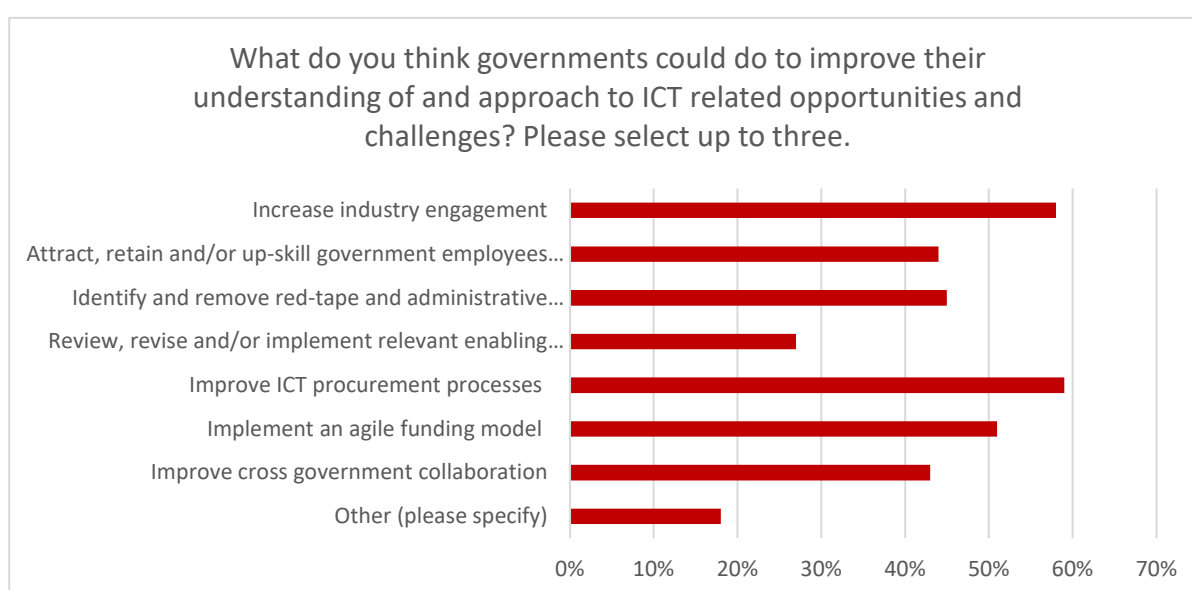 What do you think governments could do to improve their
understanding of and approach to ICT related opportunities and
challenges? Please select up to three.
Increase industry engagement
Attract, retain and/or up-skill government employees…
Identify and remove red-tape and administrative…
Review, revise and/or implement relevant enabling…
Improve ICT procurement processes
Implement an agile funding model
Improve cross government collaboration
Other (please specify)
0% 10% 20% 30% 40% 50% 60% 70%